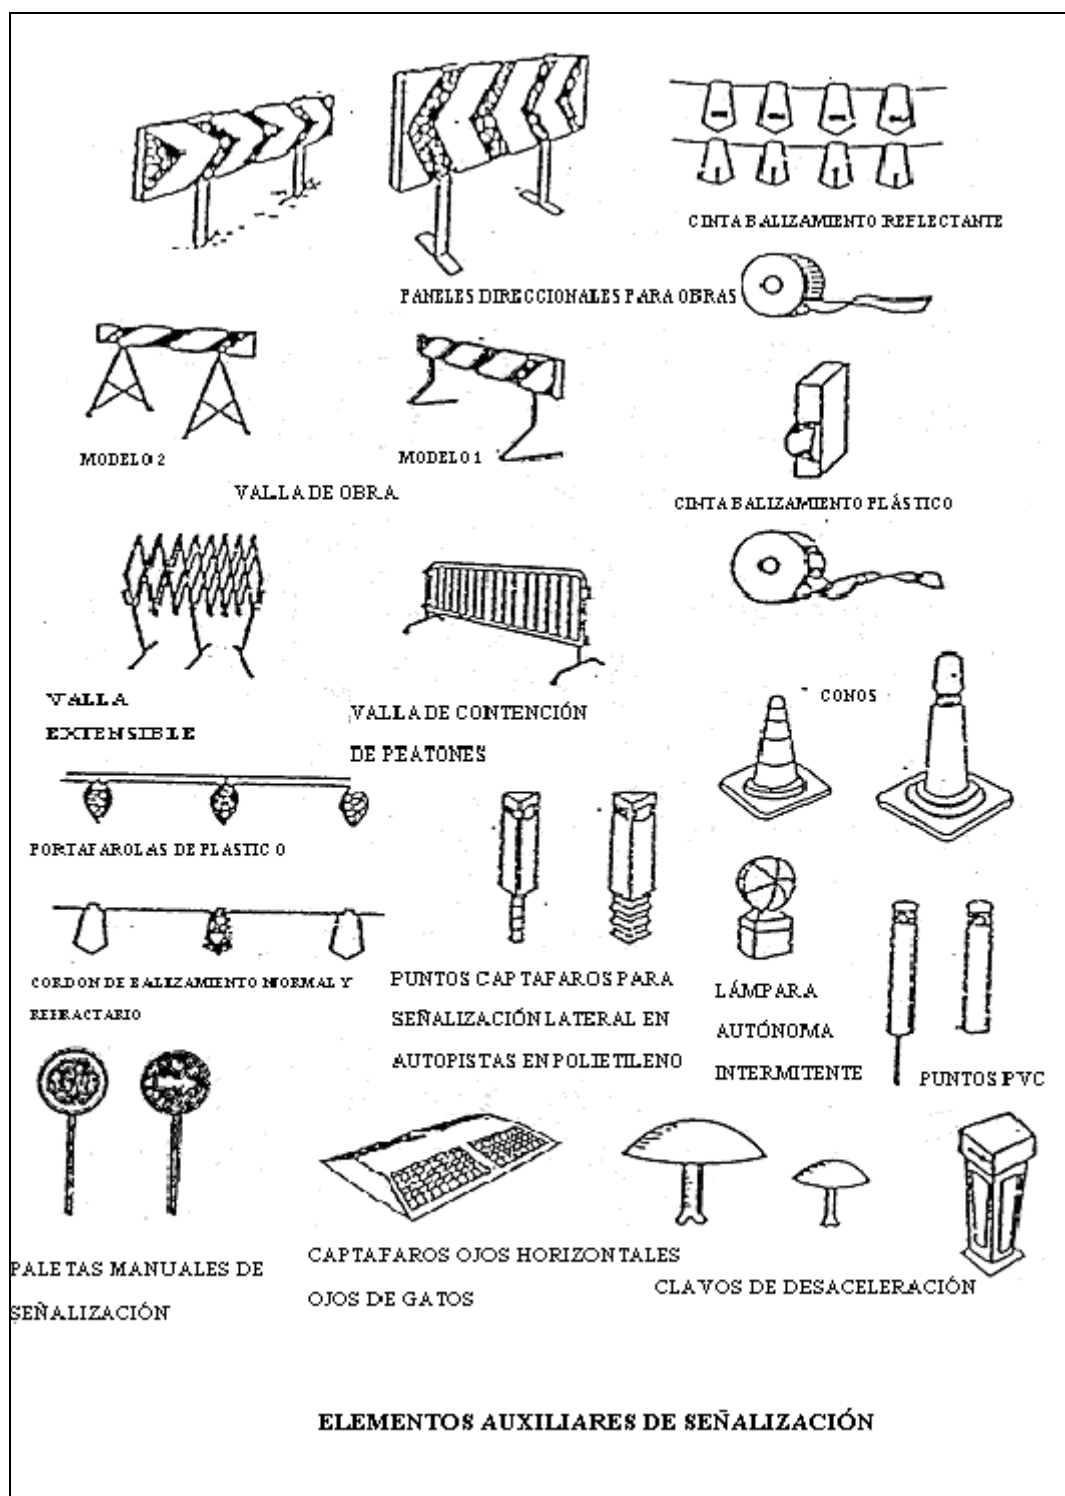 CINTA BALIZAMIENTO REFLECTANTE
PANELES DIRECCIONALES PARA OBRAS
MODELO 2
MODELO 1
VALLA DE OBRA
CINTA BALIZAMIENTO PLÁSTICO
VALLA
EXTENSIBLE
VALLA DE CONTENCIÓN
DE PEATONES
CONOS
PORTAFAROLAS DE PLASTICO
CORDON DE BALIZAMIENTO NORMAL Y
REFRACTARIO
PUNTOS CAPTAFAROS PARA
SEÑALIZACIÓN LATERAL EN
AUTOPISTAS EN POLIETILENO
LÁMPARA
AUTÓNOMA
INTERMITENTE
PUNTOS PVC
PALETAS MANUALES DE
SEÑALIZACIÓN
CAPTAFAROS OJOS HORIZONTALES
OJOS DE GATOS
CLAVOS DE DESACELERACIÓN
ELEMENTOS AUXILIARES DE SEÑALIZACIÓN